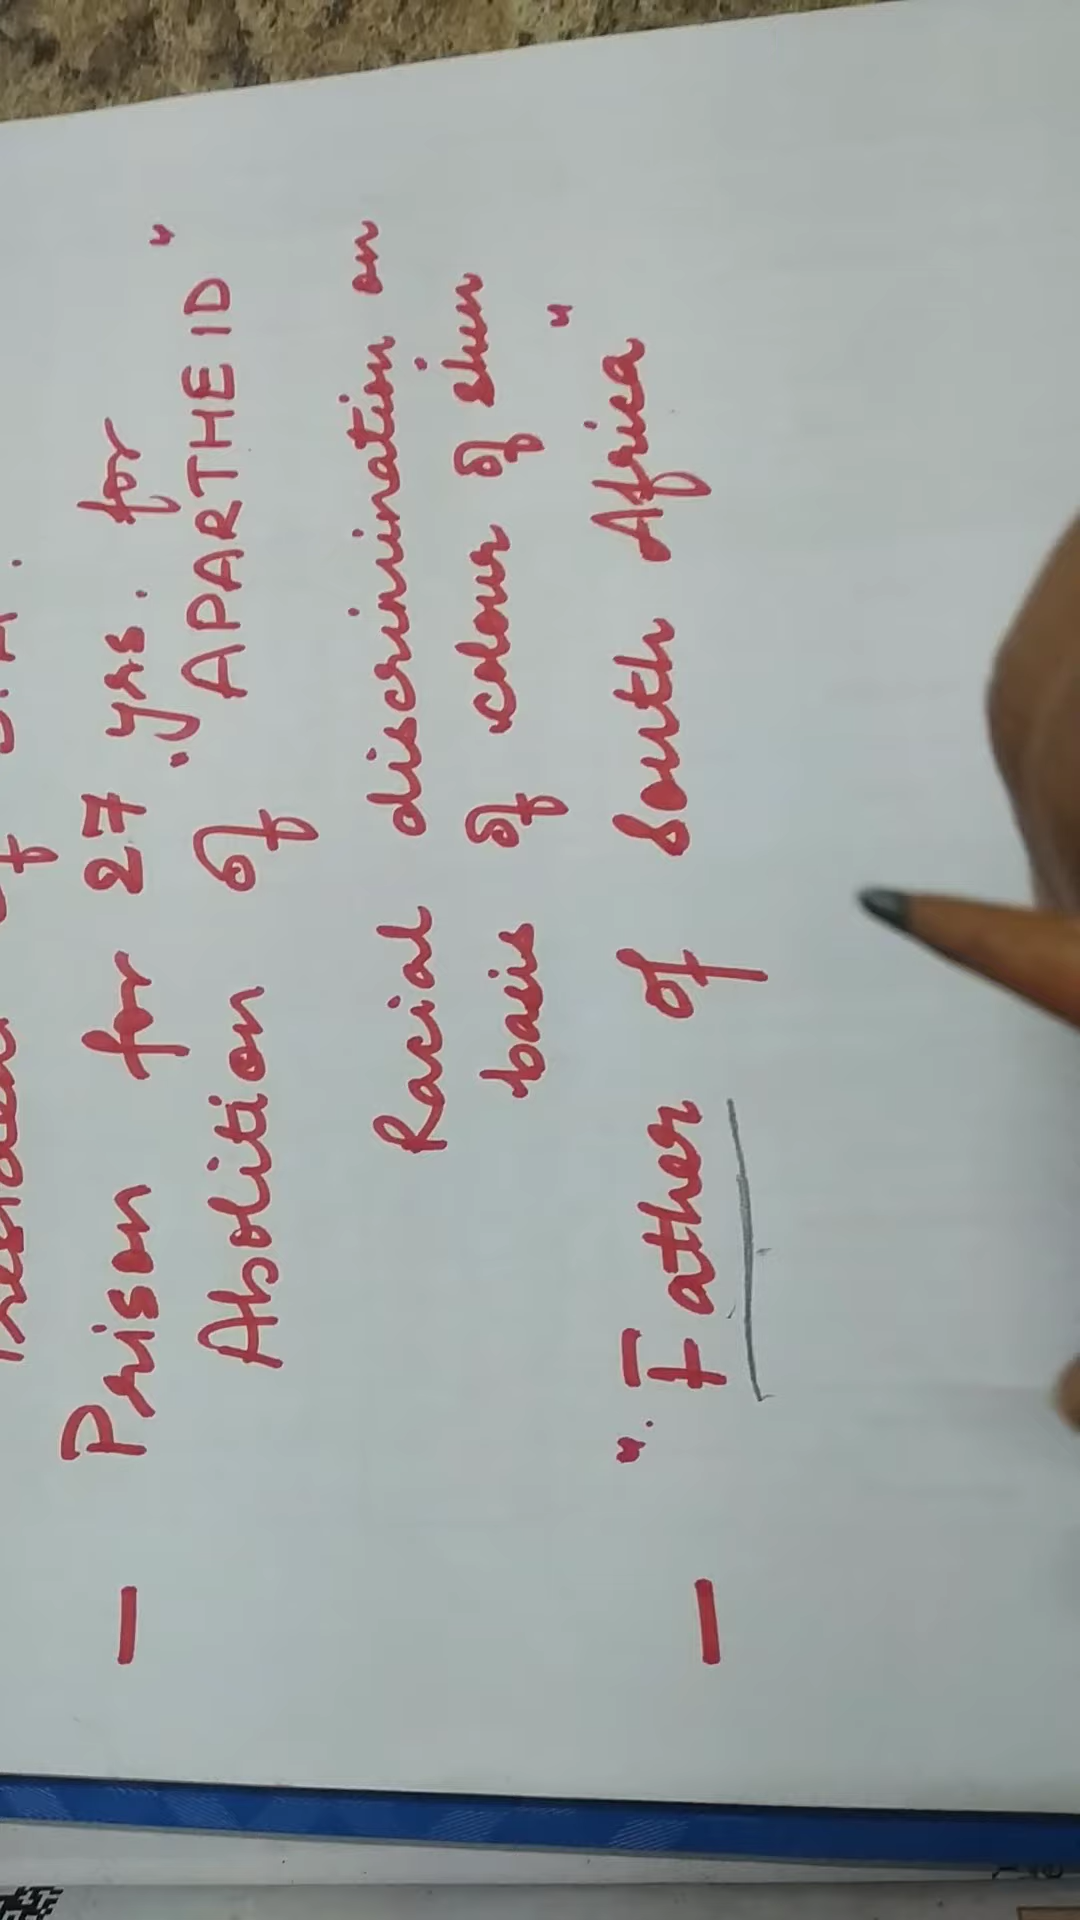 — Prison for 27 yrs. for
Abolition of "APARTHEID"
Racial discrimination on
basis of colour of skin
— "Father of South Africa"